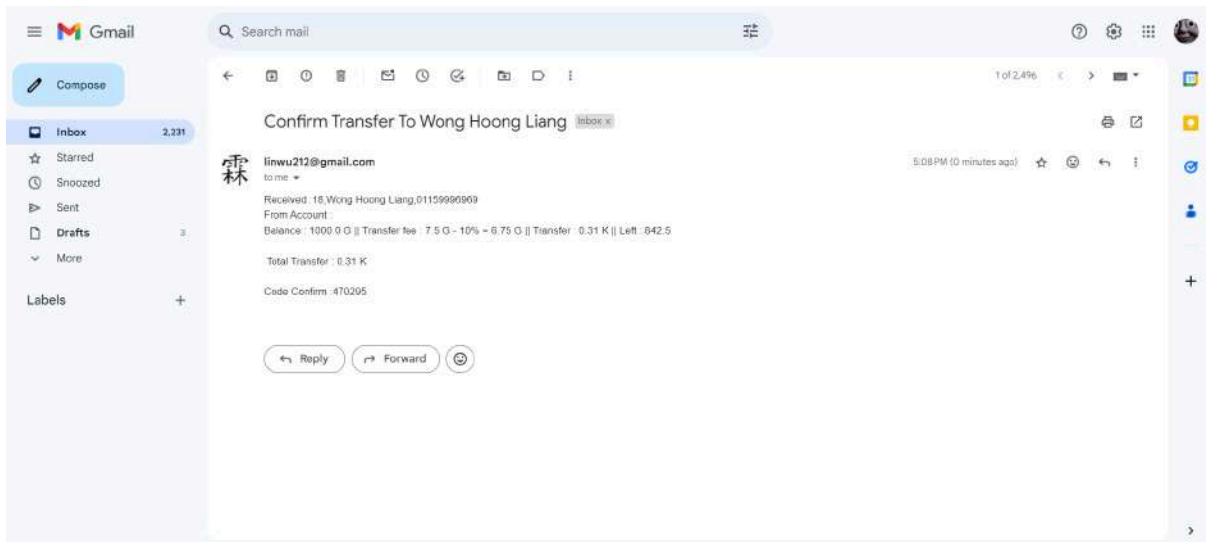 Gmail
Search mail
Compose
1 of 2,496
Inbox 2,231
Starred
Snoozed
Sent
Drafts 3
More
Labels
Confirm Transfer To Wong Hoong Liang Inbox x
霖
linwu212@gmail.com
5:08 PM (0 minutes ago)
to me
Received : 18,Wong Hoong Liang,01159996969
From Account :
Balance : 1000.0 G || Transfer fee : 7.5 G - 10% = 6.75 G || Transfer : 0.31 K || Left : 842.5
Total Transfer : 0.31 K
Code Confirm :470295
Reply
Forward